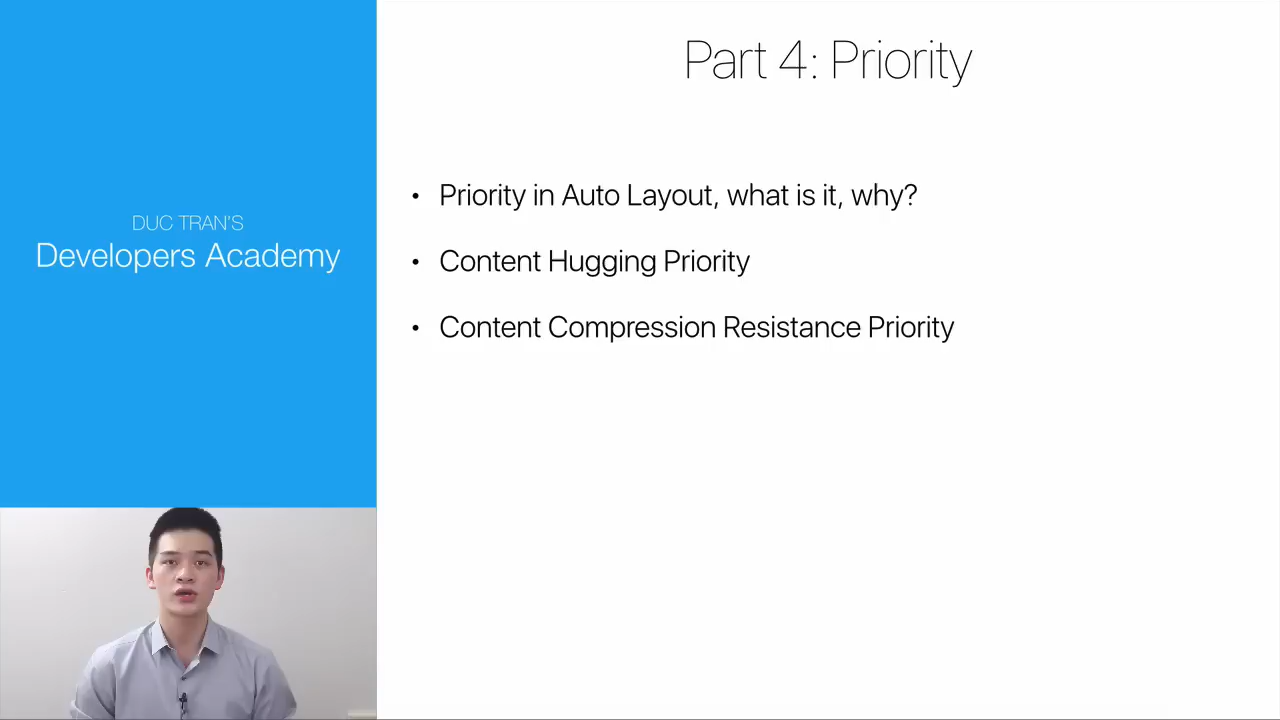 Part 4: Priority
DUC TRAN'S
Developers Academy
• Priority in Auto Layout, what is it, why?
• Content Hugging Priority
• Content Compression Resistance Priority